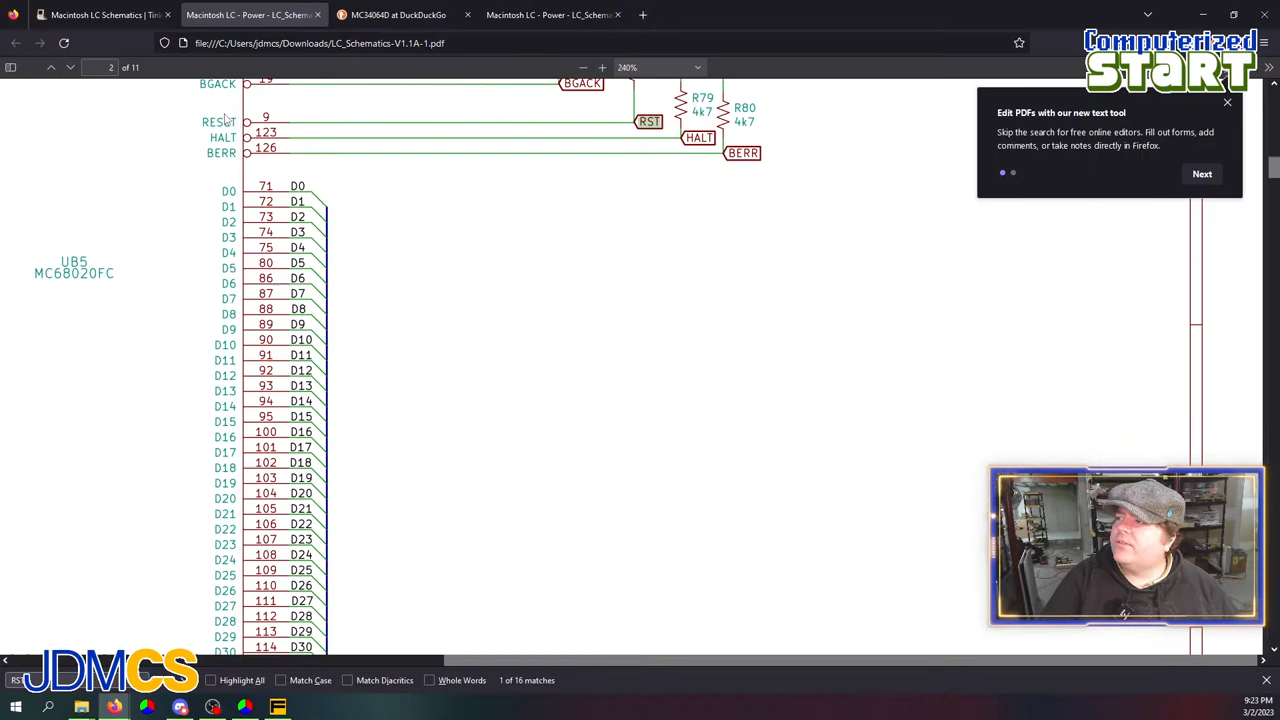 Macintosh LC Schematics | Tink
Macintosh LC - Power - LC_Schema
MC34064D at DuckDuckGo
Macintosh LC - Power - LC_Schema
file:///C:/Users/jdmcs/Downloads/LC_Schematics-V1.1A-1.pdf
Computerized
START
2 of 11
240%
BGACK 19 BGACK
R79
4k7
R80
4k7
RESET 9 RST
HALT 123 HALT
BERR 126 BERR
Edit PDFs with our new text tool
Skip the search for free online editors. Fill out forms, add
comments, or take notes directly in Firefox.
Next
UB5
MC68020FC
D0 71 D0
D1 72 D1
D2 73 D2
D3 74 D3
D4 75 D4
D5 80 D5
D6 86 D6
D7 87 D7
D8 88 D8
D9 89 D9
D10 90 D10
D11 91 D11
D12 92 D12
D13 93 D13
D14 94 D14
D15 95 D15
D16 100 D16
D17 101 D17
D18 102 D18
D19 103 D19
D20 104 D20
D21 105 D21
D22 106 D22
D23 107 D23
D24 108 D24
D25 109 D25
D26 110 D26
D27 111 D27
D28 112 D28
D29 113 D29
D30 114 D30
JDMCS
RS
Highlight All
Match Case
Match Diacritics
Whole Words
1 of 16 matches
9:23 PM
3/2/2023